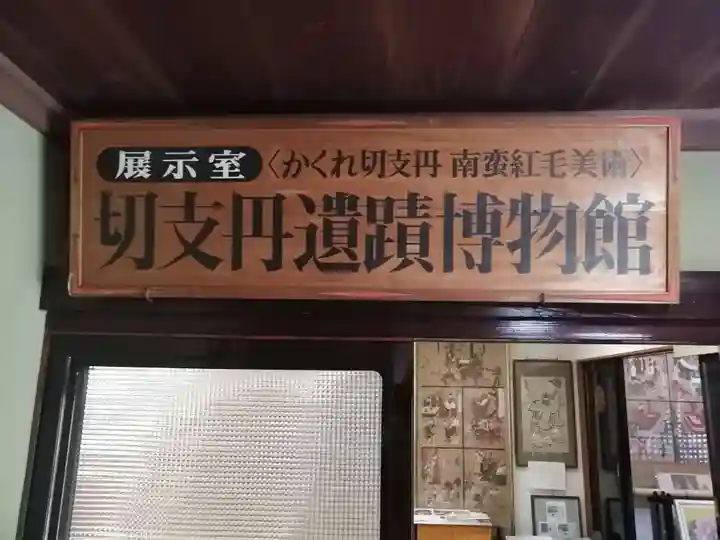 展示室 〈かくれ切支丹 南蛮紅毛美術〉
切支丹遺蹟博物館